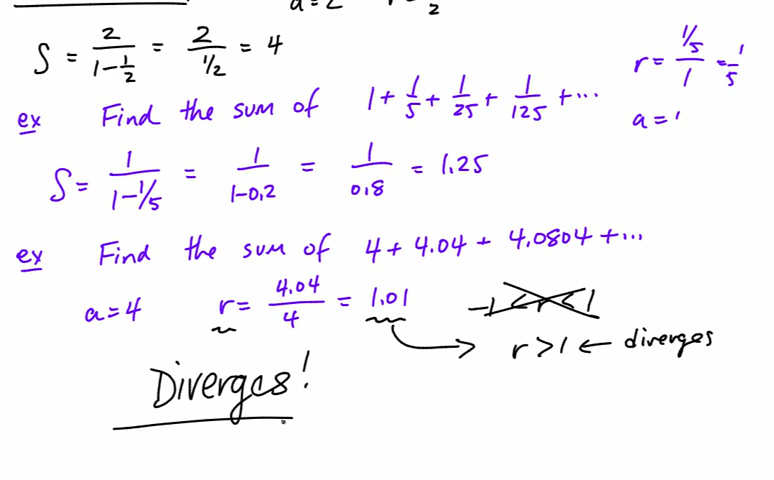 S = 2/(1-1/2) = 2/(1/2) = 4
ex Find the sum of 1 + 1/5 + 1/25 + 1/125 + ... r = (1/5)/1 = 1/5
a = 1
S = 1/(1-1/5) = 1/(1-0.2) = 1/0.8 = 1.25
ex Find the sum of 4 + 4.04 + 4.0804 + ...
a = 4 r = 4.04/4 = 1.01 -1 < r < 1
r > 1 ← diverges
Diverges!